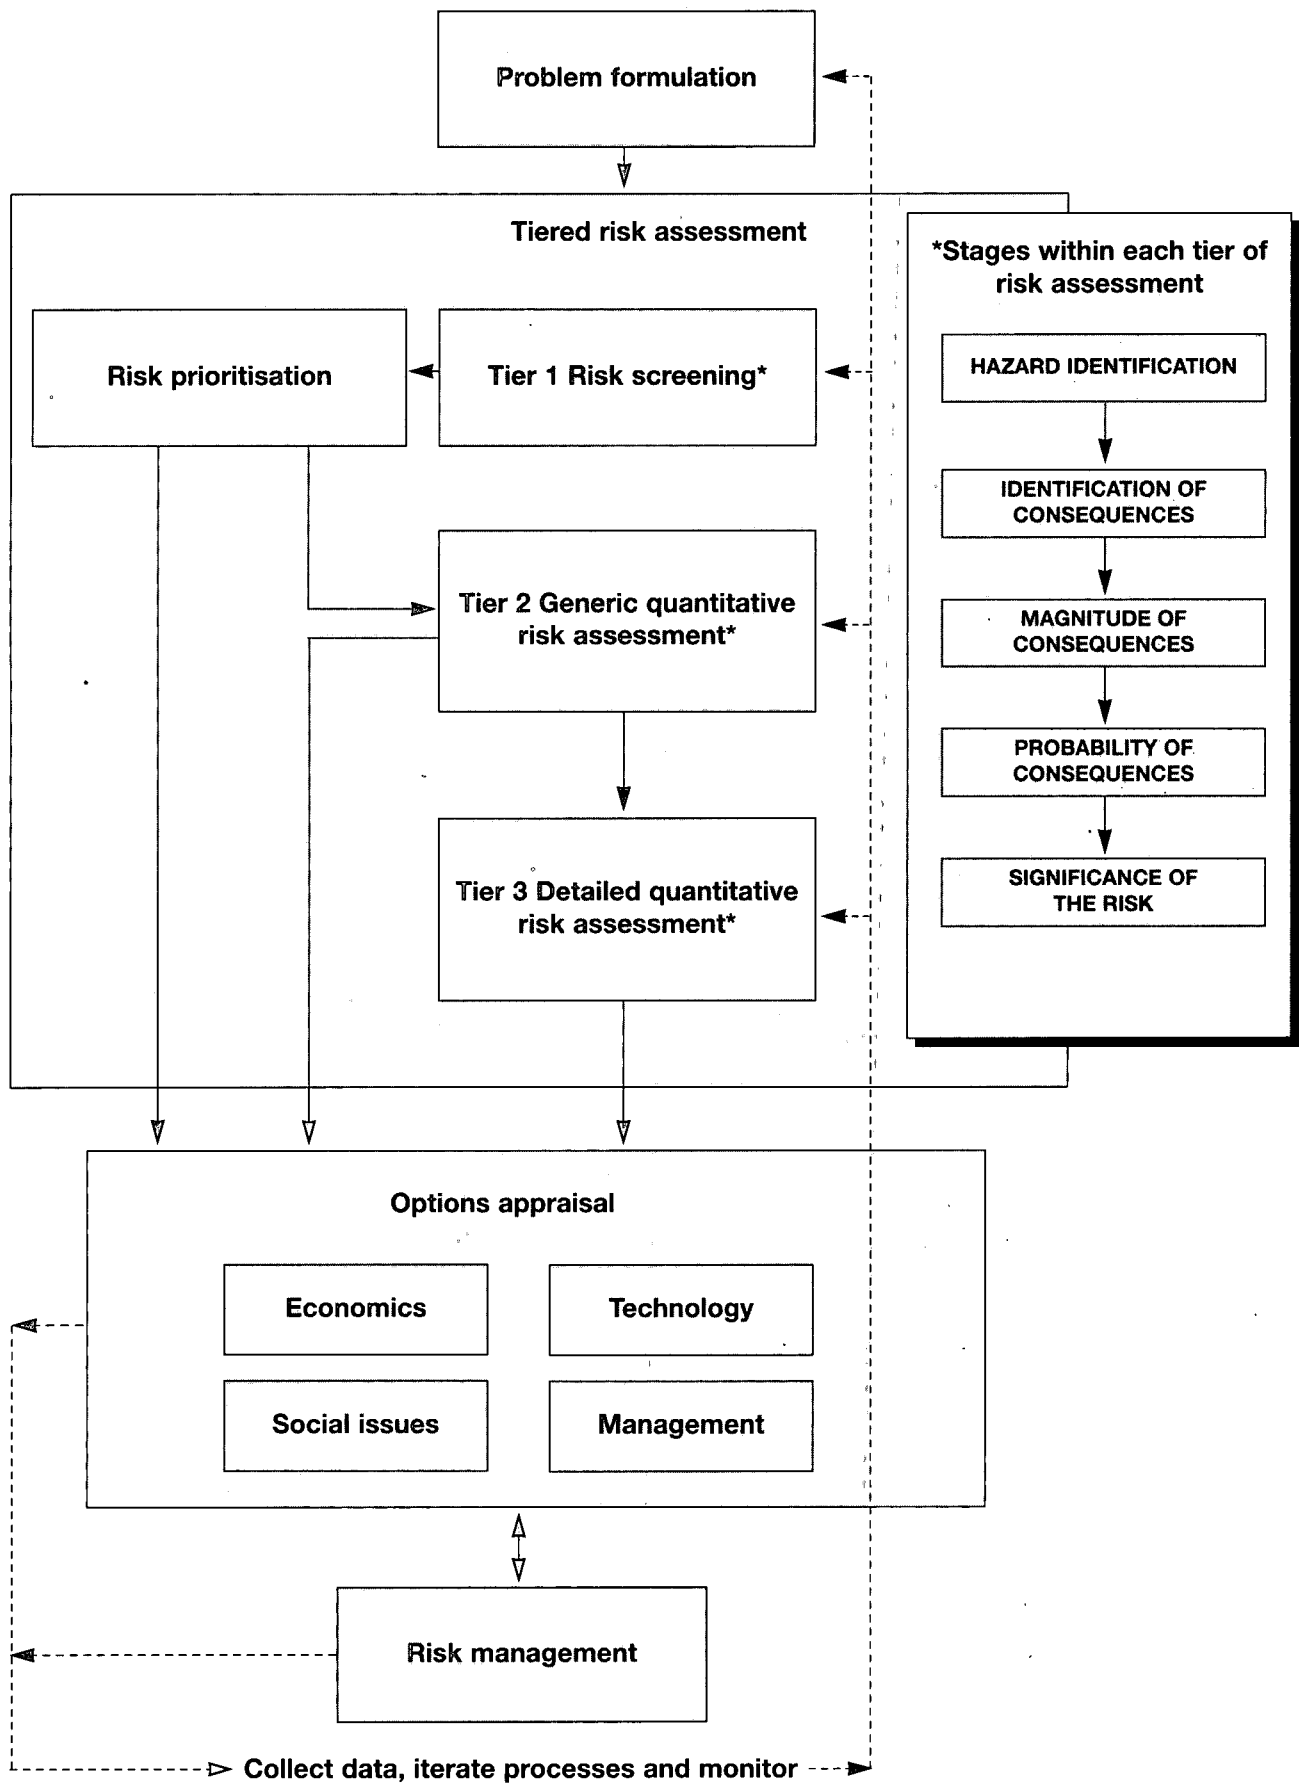 Problem formulation
Tiered risk assessment
Risk prioritisation
Tier 1 Risk screening*
Tier 2 Generic quantitative
risk assessment*
Tier 3 Detailed quantitative
risk assessment*
*Stages within each tier of
risk assessment
HAZARD IDENTIFICATION
IDENTIFICATION OF
CONSEQUENCES
MAGNITUDE OF
CONSEQUENCES
PROBABILITY OF
CONSEQUENCES
SIGNIFICANCE OF
THE RISK
Options appraisal
Economics
Technology
Social issues
Management
Risk management
Collect data, iterate processes and monitor